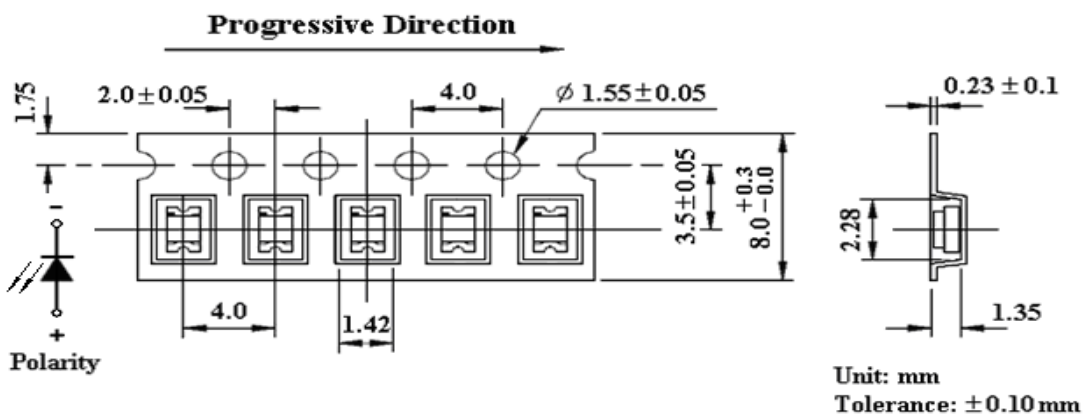 Progressive Direction
1.75
2.0±0.05
4.0
ϕ 1.55±0.05
0.23 ±0.1
3.5±0.05
8.0 +0.3 -0.0
2.28
-
+
Polarity
4.0
1.42
1.35
Unit: mm
Tolerance: ±0.10 mm